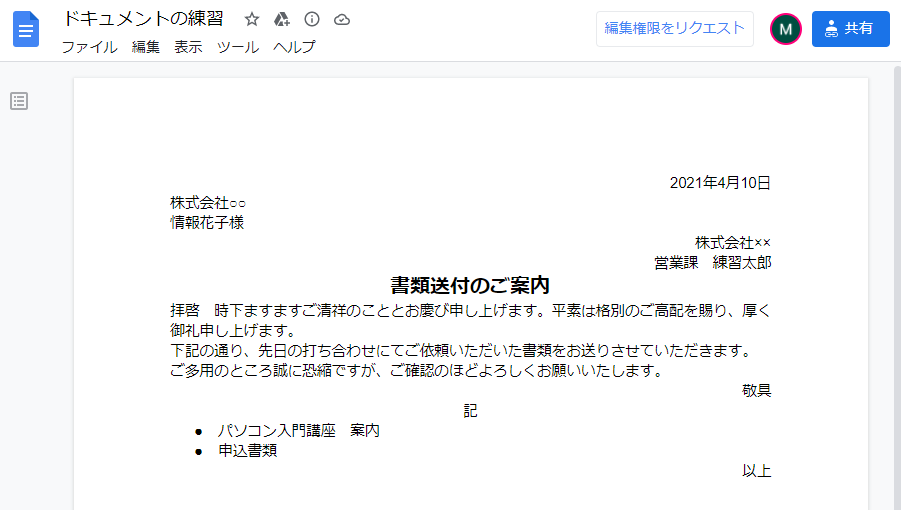 ドキュメントの練習
ファイル 編集 表示 ツール ヘルプ
編集権限をリクエスト
M
共有
2021年4月10日
株式会社○○
情報花子様
株式会社××
営業課　練習太郎
書類送付のご案内
拝啓　時下ますますご清祥のこととお慶び申し上げます。平素は格別のご高配を賜り、厚く
御礼申し上げます。
下記の通り、先日の打ち合わせにてご依頼いただいた書類をお送りさせていただきます。
ご多用のところ誠に恐縮ですが、ご確認のほどよろしくお願いいたします。
敬具
記
● パソコン入門講座　案内
● 申込書類
以上